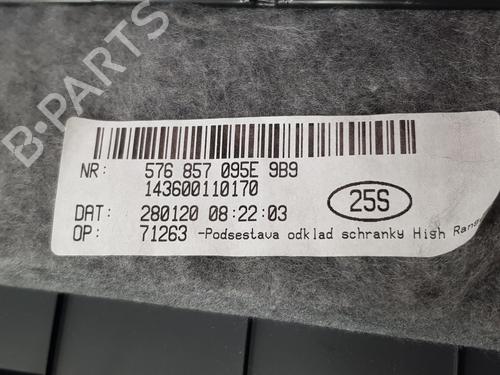 B-PARTS
NR: 576 857 095E 9B9
143600110170
DAT: 280120 08:22:03
OP: 71263 -Podsestava odklad schranky High Rang
25S